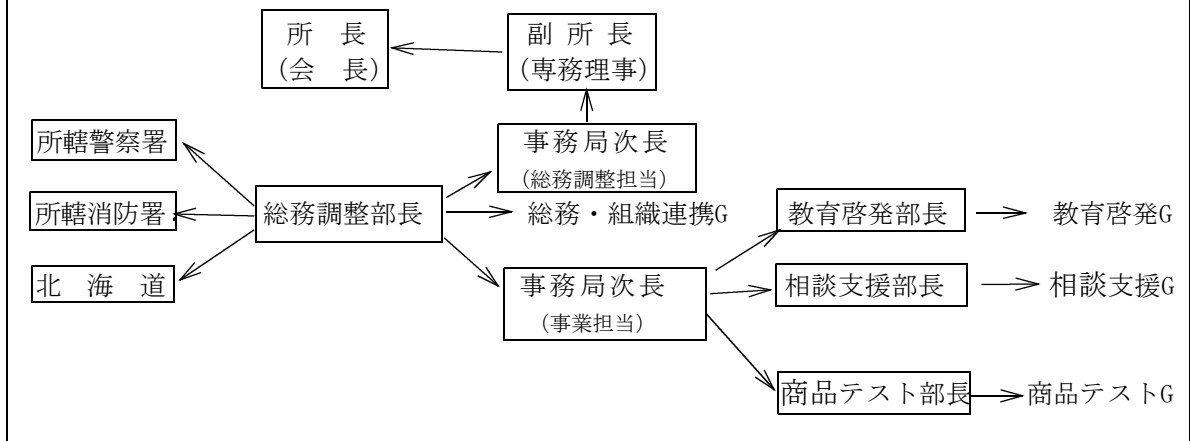 所　長
(会　長)
副 所 長
(専務理事)
事務局次長
(総務調整担当)
所轄警察署
所轄消防署
北　海　道
総務調整部長
総務・組織連携G
事務局次長
(事業担当)
教育啓発部長
教育啓発G
相談支援部長
相談支援G
商品テスト部長
商品テストG